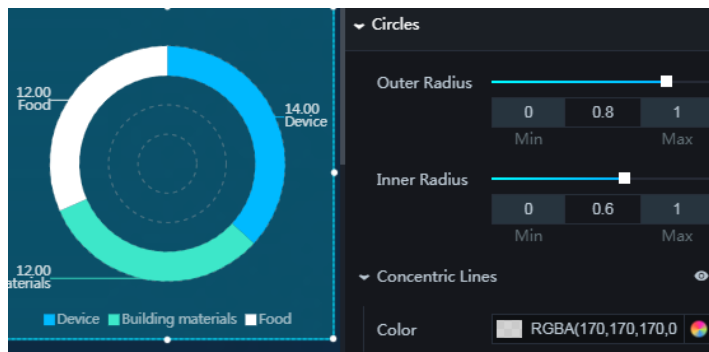 Circles
Outer Radius
0 0.8 1
Min Max
Inner Radius
0 0.6 1
Min Max
Concentric Lines
Color RGBA(170,170,170,0
12.00
Food
14.00
Device
12.00
aterials
Device Building materials Food